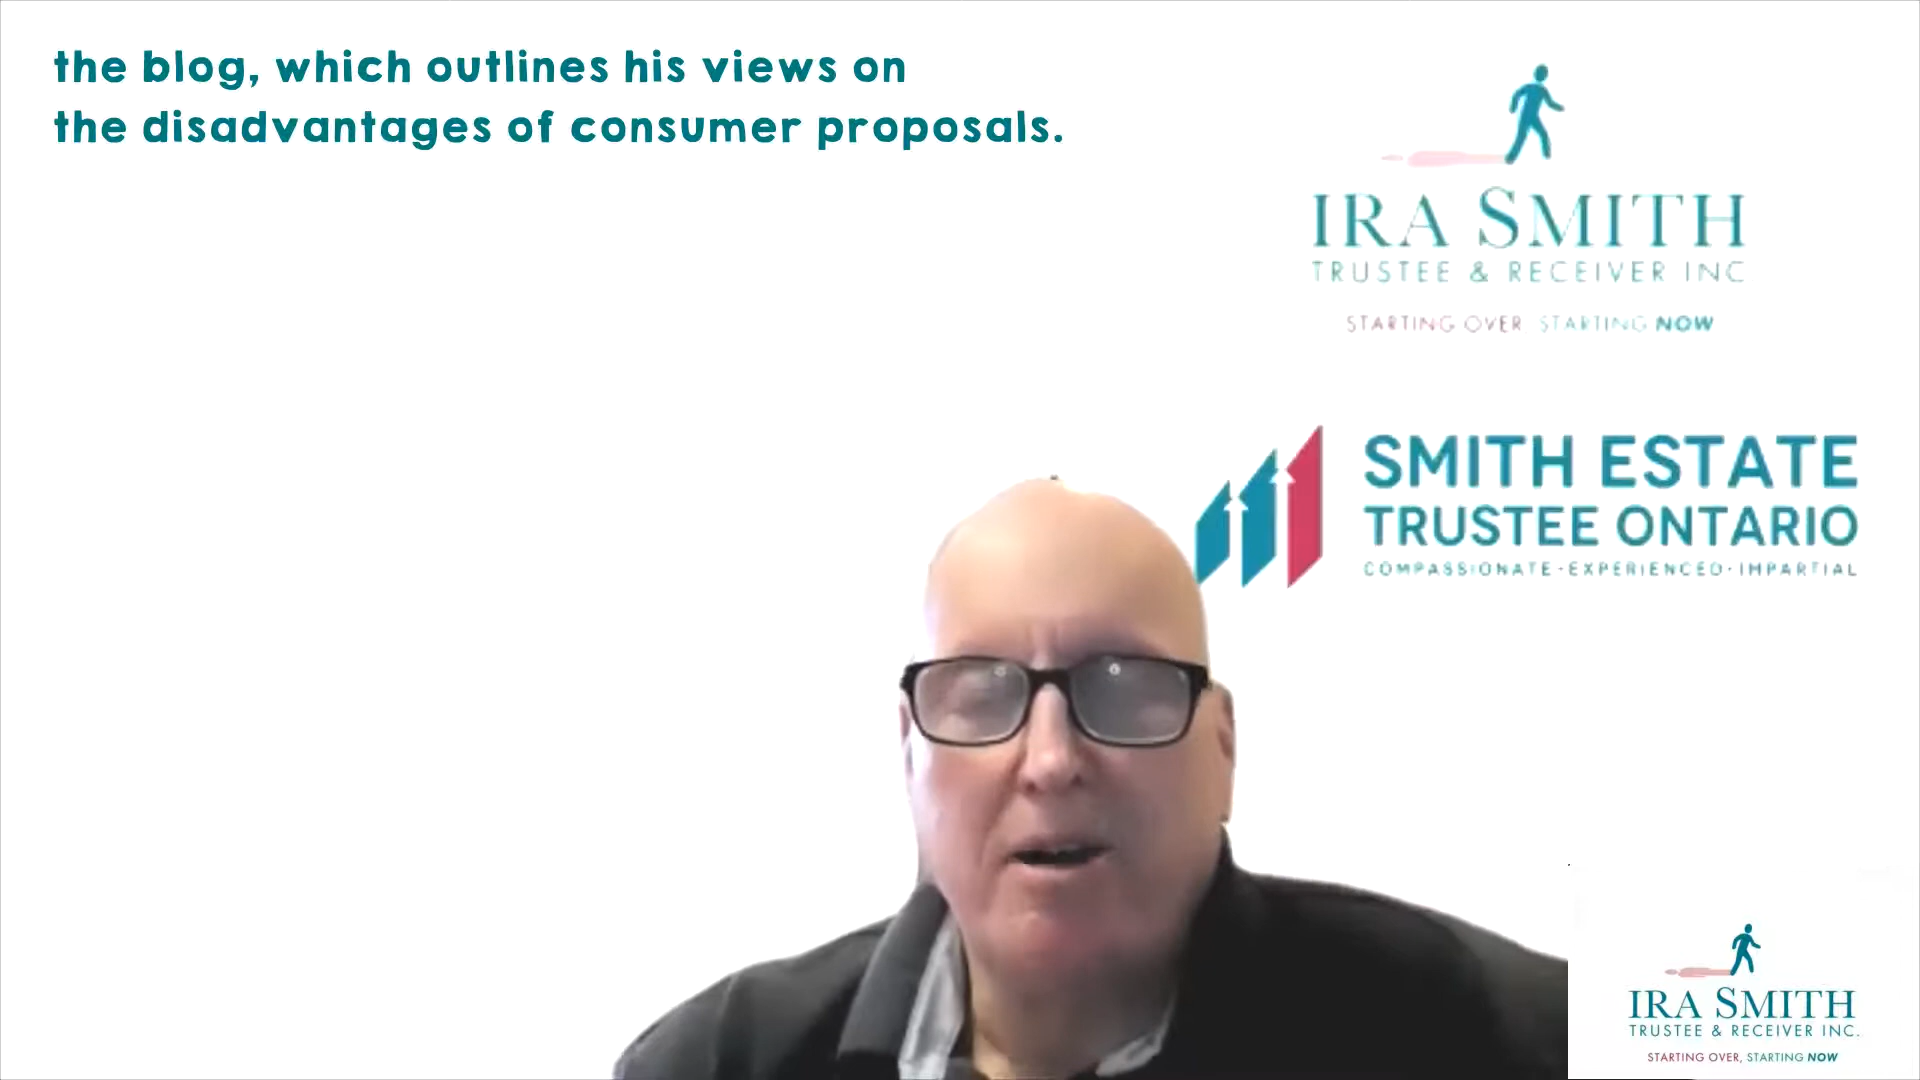 the blog, which outlines his views on
the disadvantages of consumer proposals.
IRA SMITH
TRUSTEE & RECEIVER INC
STARTING OVER STARTING NOW
SMITH ESTATE
TRUSTEE ONTARIO
COMPASSIONATE · EXPERIENCED · IMPARTIAL
IRA SMITH
TRUSTEE & RECEIVER INC.
STARTING OVER, STARTING NOW